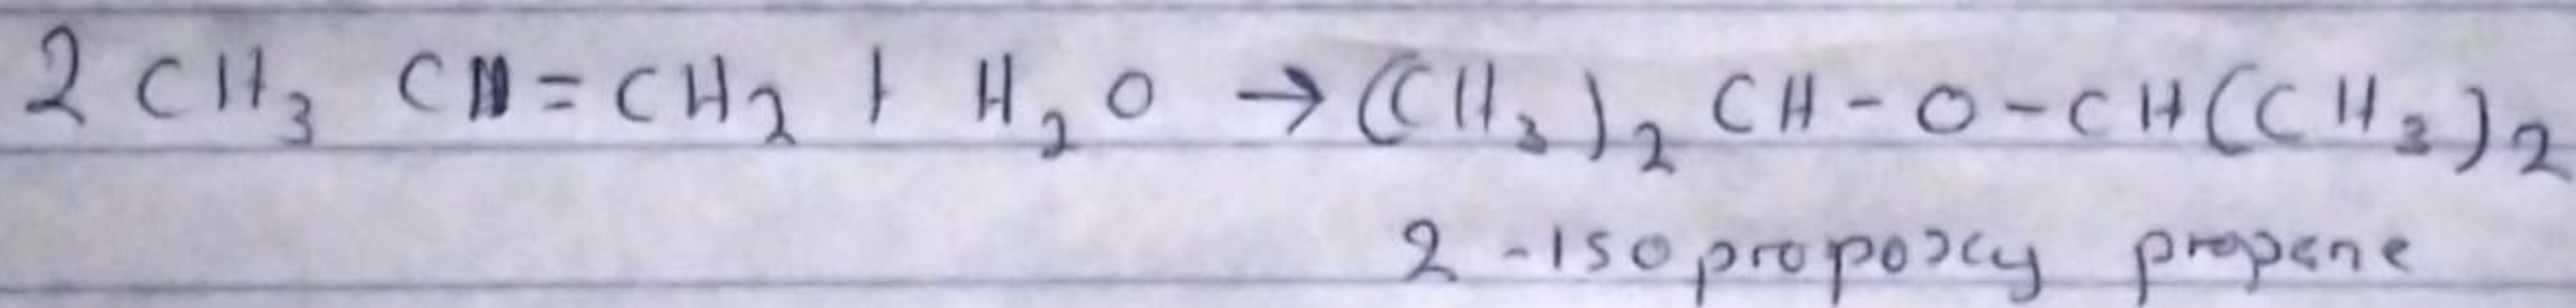 2 CH₃ CH=CH₂ + H₂O → (CH₃)₂ CH-O-CH(CH₃)₂
2-isopropoxy propane